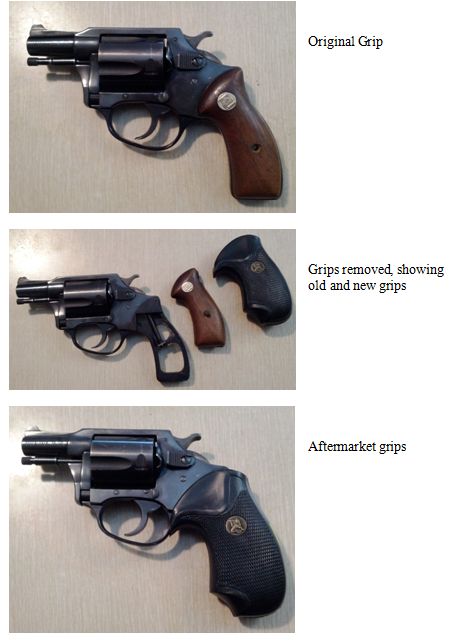 Original Grip
Grips removed, showing
old and new grips
Aftermarket grips